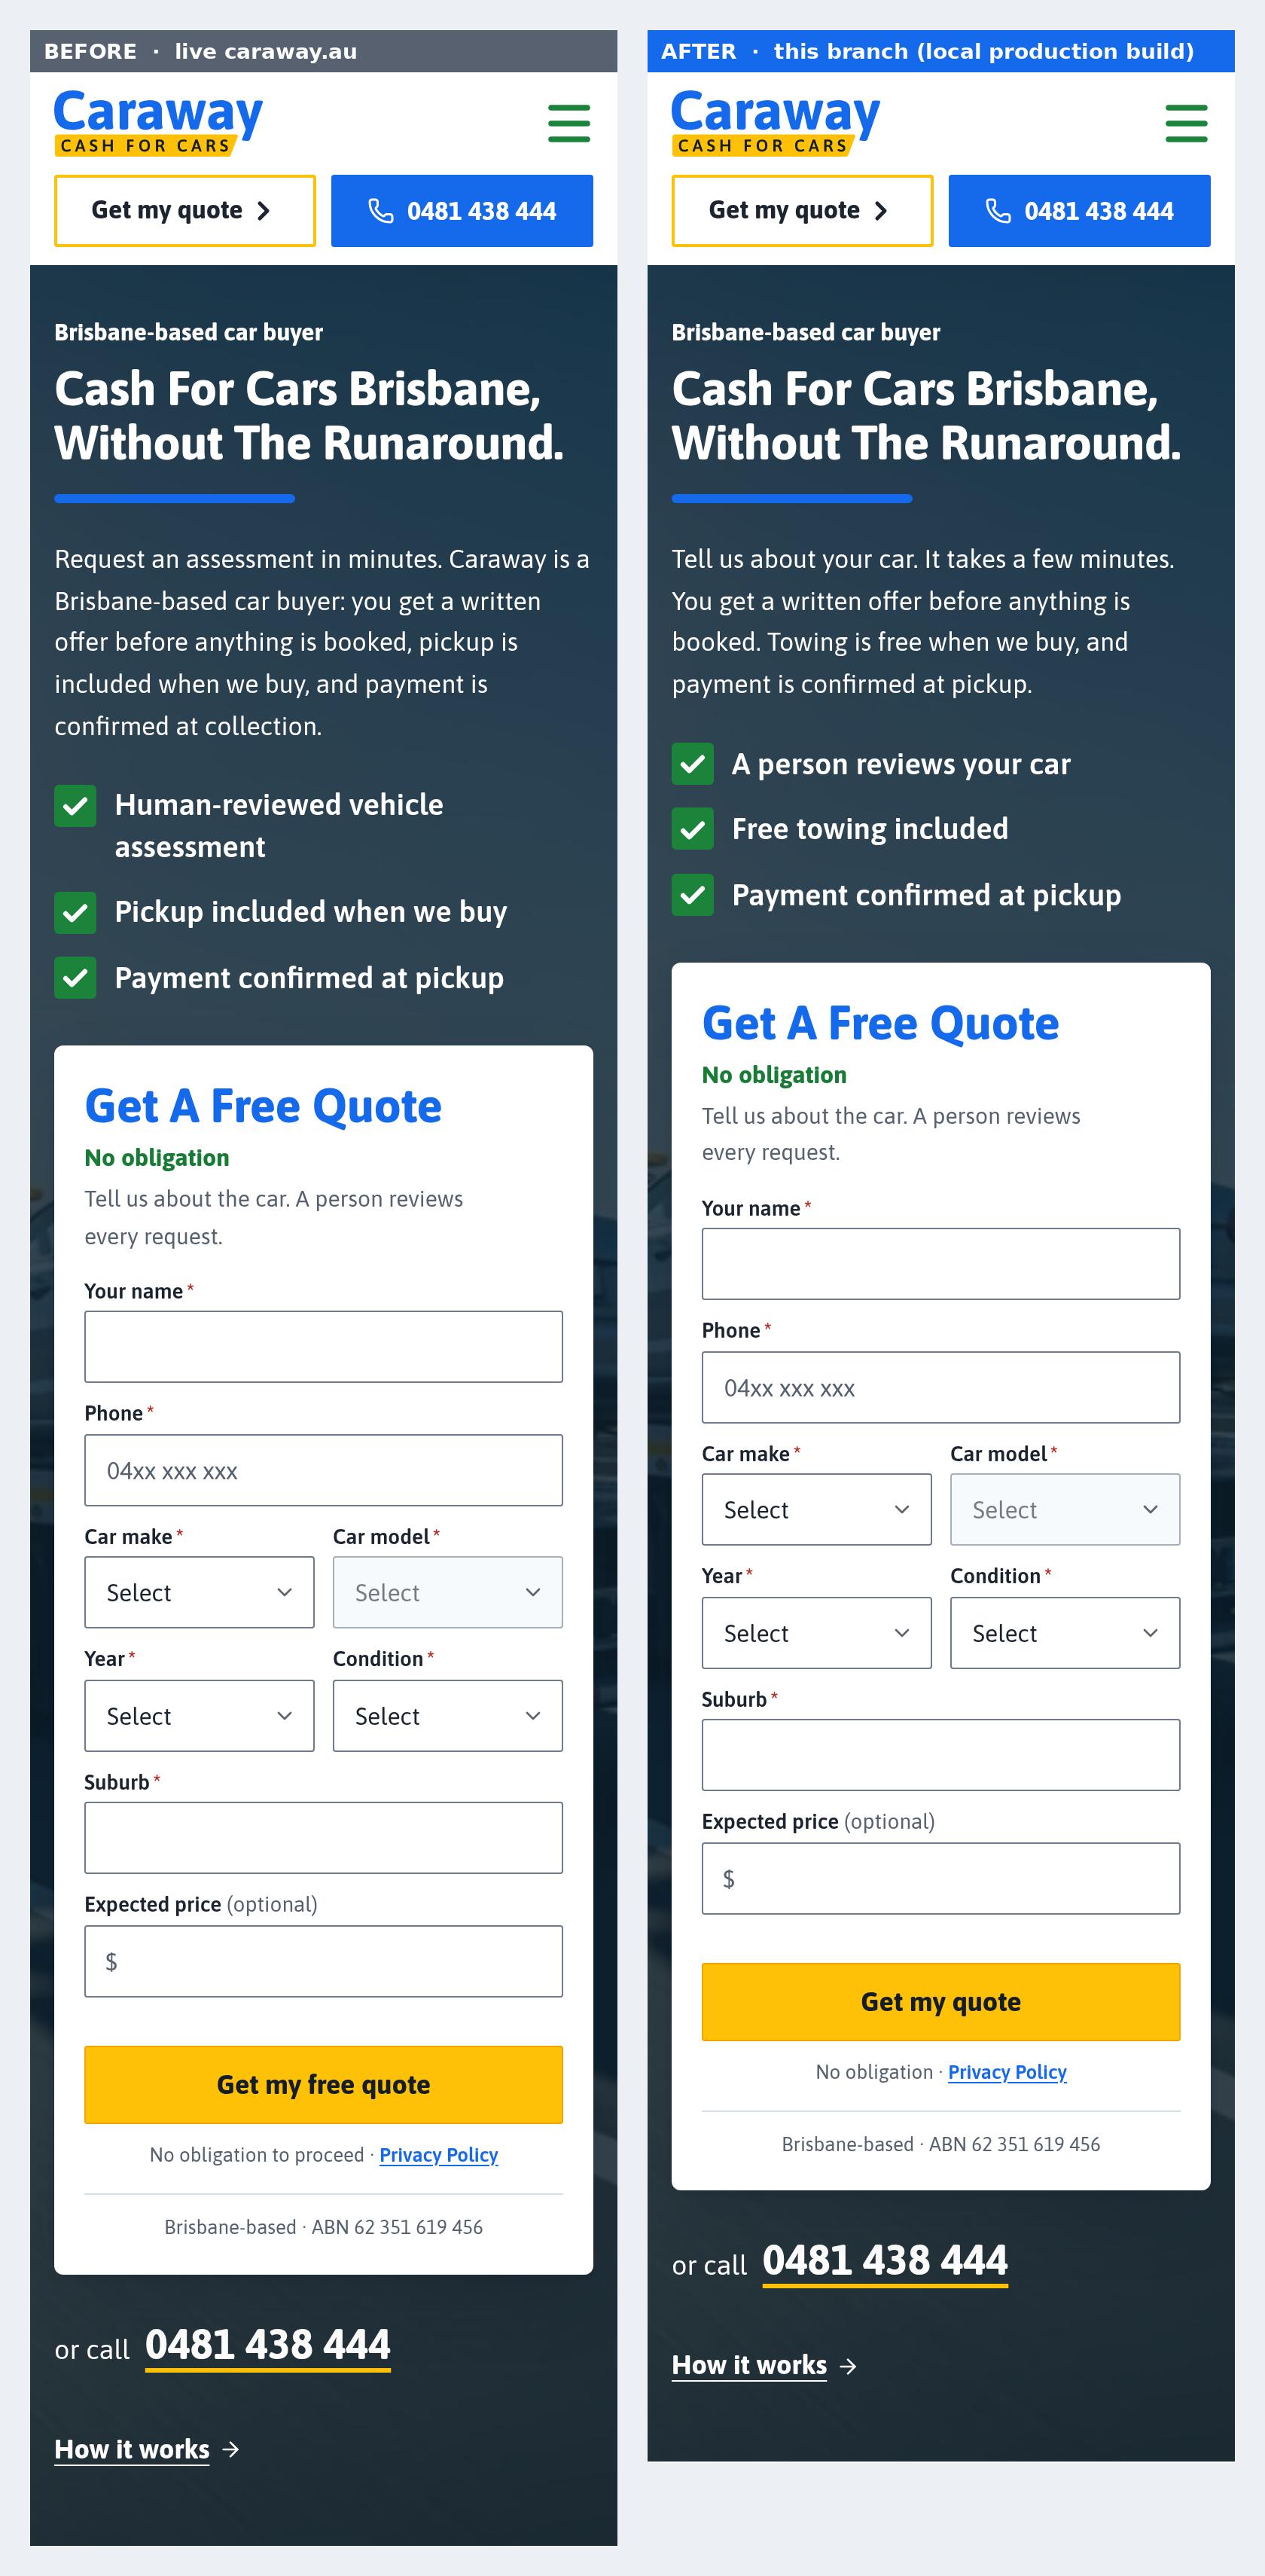 BEFORE · live caraway.au
Caraway
CASH FOR CARS
Get my quote
0481 438 444
Brisbane-based car buyer
Cash For Cars Brisbane,
Without The Runaround.
Request an assessment in minutes. Caraway is a
Brisbane-based car buyer: you get a written
offer before anything is booked, pickup is
included when we buy, and payment is
confirmed at collection.
Human-reviewed vehicle
assessment
Pickup included when we buy
Payment confirmed at pickup
Get A Free Quote
No obligation
Tell us about the car. A person reviews
every request.
Your name *
Phone *
04xx xxx xxx
Car make * Car model *
Select Select
Year * Condition *
Select Select
Suburb *
Expected price (optional)
$
Get my free quote
No obligation to proceed · Privacy Policy
Brisbane-based · ABN 62 351 619 456
or call 0481 438 444
How it works →
AFTER · this branch (local production build)
Caraway
CASH FOR CARS
Get my quote
0481 438 444
Brisbane-based car buyer
Cash For Cars Brisbane,
Without The Runaround.
Tell us about your car. It takes a few minutes.
You get a written offer before anything is
booked. Towing is free when we buy, and
payment is confirmed at pickup.
A person reviews your car
Free towing included
Payment confirmed at pickup
Get A Free Quote
No obligation
Tell us about the car. A person reviews
every request.
Your name *
Phone *
04xx xxx xxx
Car make * Car model *
Select Select
Year * Condition *
Select Select
Suburb *
Expected price (optional)
$
Get my quote
No obligation · Privacy Policy
Brisbane-based · ABN 62 351 619 456
or call 0481 438 444
How it works →